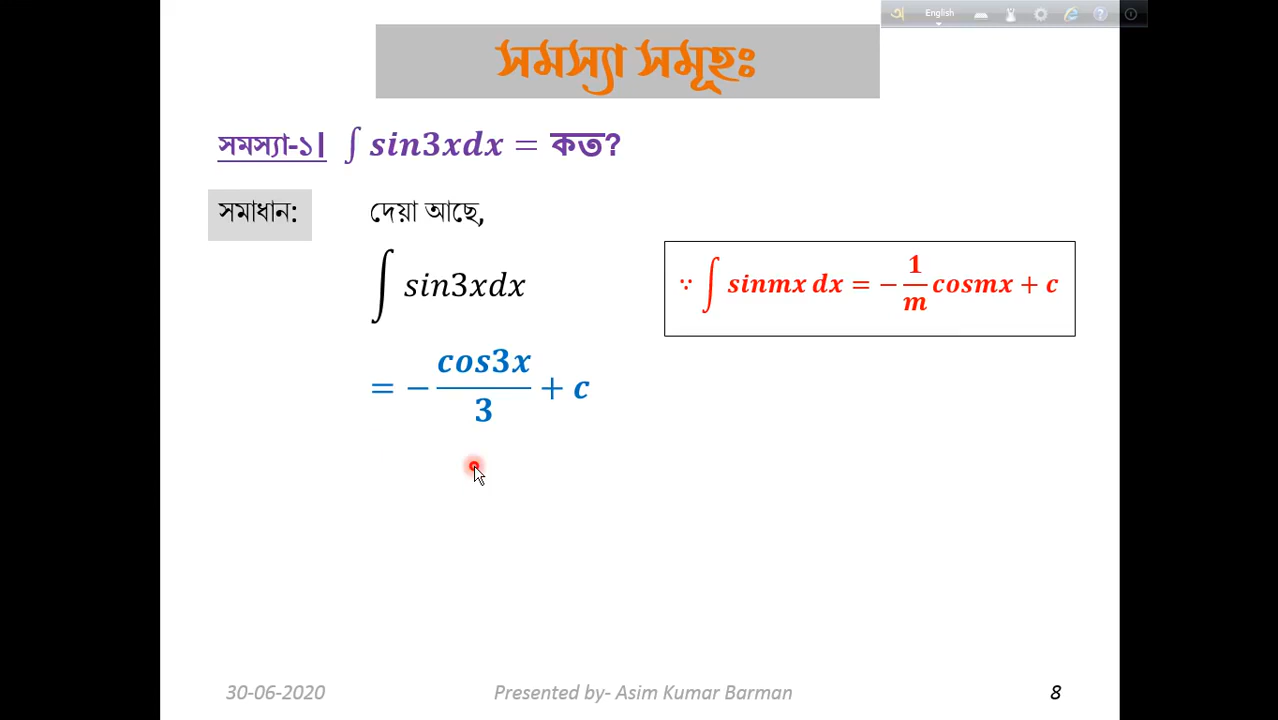 English
সমস্যা সমূহঃ
সমস্যা-১| ∫ sin3xdx = কত?
সমাধান: দেয়া আছে,
∫ sin3xdx
∵ ∫ sinmx dx = − 1/m cosmx + c
= − cos3x/3 + c
30-06-2020 Presented by- Asim Kumar Barman 8